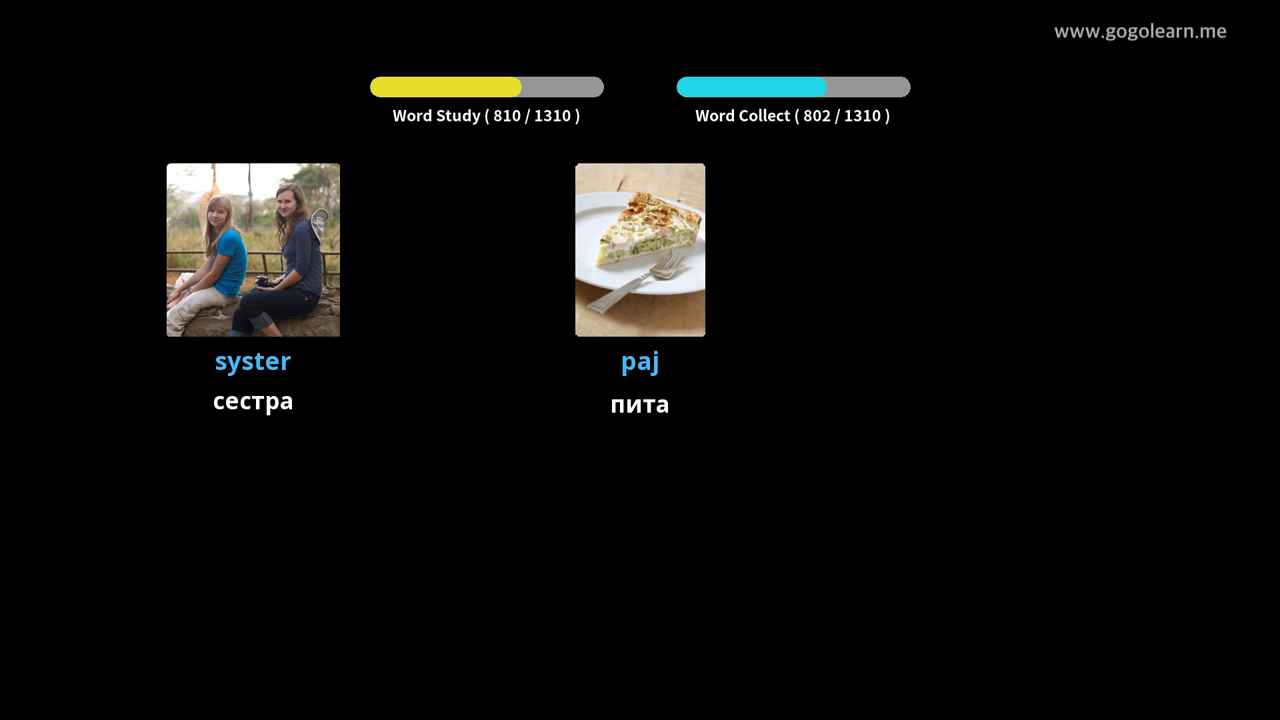 www.gogolearn.me
Word Study ( 810 / 1310 )
Word Collect ( 802 / 1310 )
syster
сестра
paj
пита